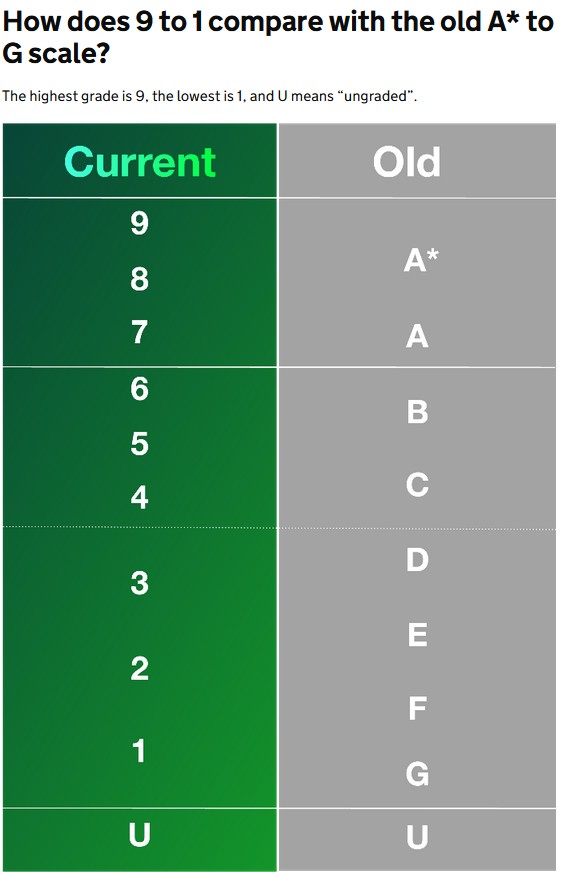 How does 9 to 1 compare with the old A* to
G scale?
The highest grade is 9, the lowest is 1, and U means “ungraded”.
Current
Old
9
8
7
A*
A
6
5
4
B
C
3
2
1
D
E
F
G
U
U